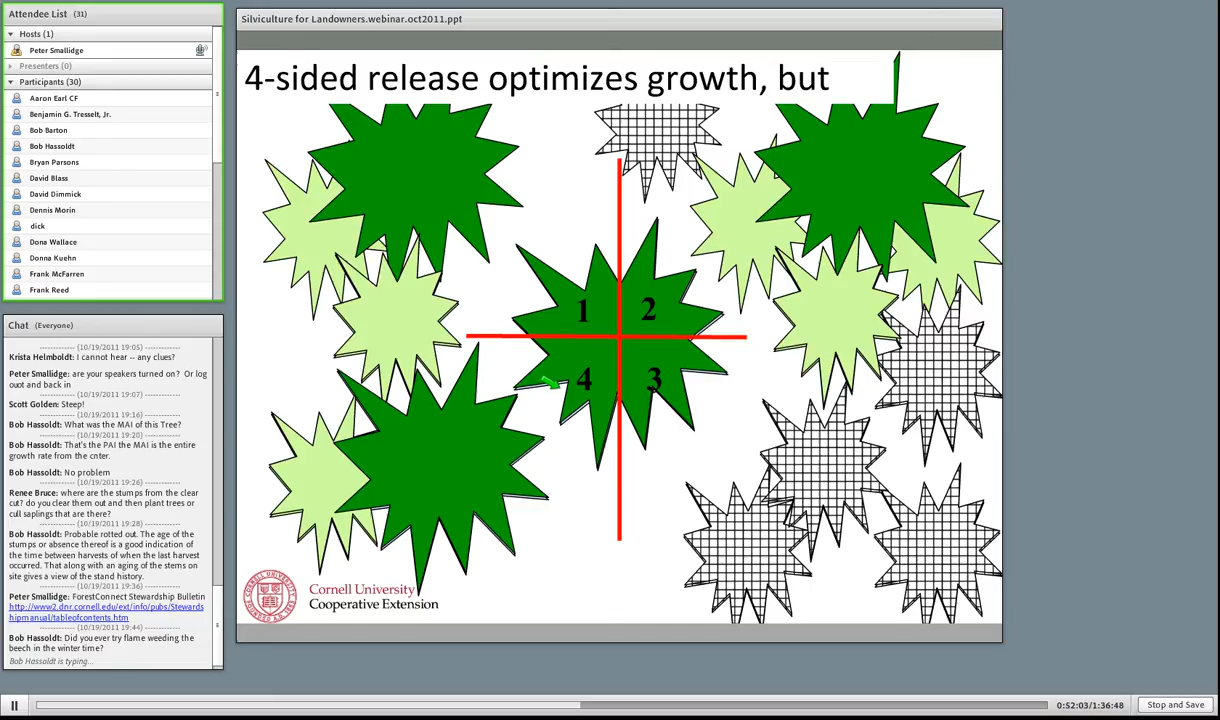 Attendee List (31)
Hosts (1)
Peter Smallidge
Presenters (0)
Participants (30)
Aaron Earl CF
Benjamin G. Tresselt, Jr.
Bob Barton
Bob Hassoldt
Bryan Parsons
David Blass
David Dimmick
Dennis Morin
dick
Dona Wallace
Donna Kuehn
Frank McFarren
Frank Reed
Chat (Everyone)
------------- (10/19/2011 19:05)
Krista Helmboldt: I cannot hear -- any clues?
Peter Smallidge: are your speakers turned on? Or log
ouot and back in
------------- (10/19/2011 19:07)
Scott Golden: Steep!
------------- (10/19/2011 19:16)
Bob Hassoldt: What was the MAI of this Tree?
------------- (10/19/2011 19:20)
Bob Hassoldt: That's the PAI the MAI is the entire
growth rate from the cnter.
Bob Hassoldt: No problem
------------- (10/19/2011 19:26)
Renee Bruce: where are the stumps from the clear
cut? do you clear them out and then plant trees or
cull saplings that are there?
------------- (10/19/2011 19:28)
Bob Hassoldt: Probable rotted out. The age of the
stumps or absence thereof is a good indication of
the time between harvests of when the last harvest
occurred. That along with an aging of the stems on
site gives a view of the stand history.
------------- (10/19/2011 19:36)
Peter Smallidge: ForestConnect Stewardship Bulletin
http://www2.dnr.cornell.edu/ext/info/pubs/Stewards
hipmanual/tableofcontents.htm
------------- (10/19/2011 19:44)
Bob Hassoldt: Did you ever try flame weeding the
beech in the winter time?
Bob Hassoldt is typing...
Silviculture for Landowners.webinar.oct2011.ppt
4-sided release optimizes growth, but
1 2
4 3
Cornell University
Cooperative Extension
0:52:03/1:36:48
Stop and Save